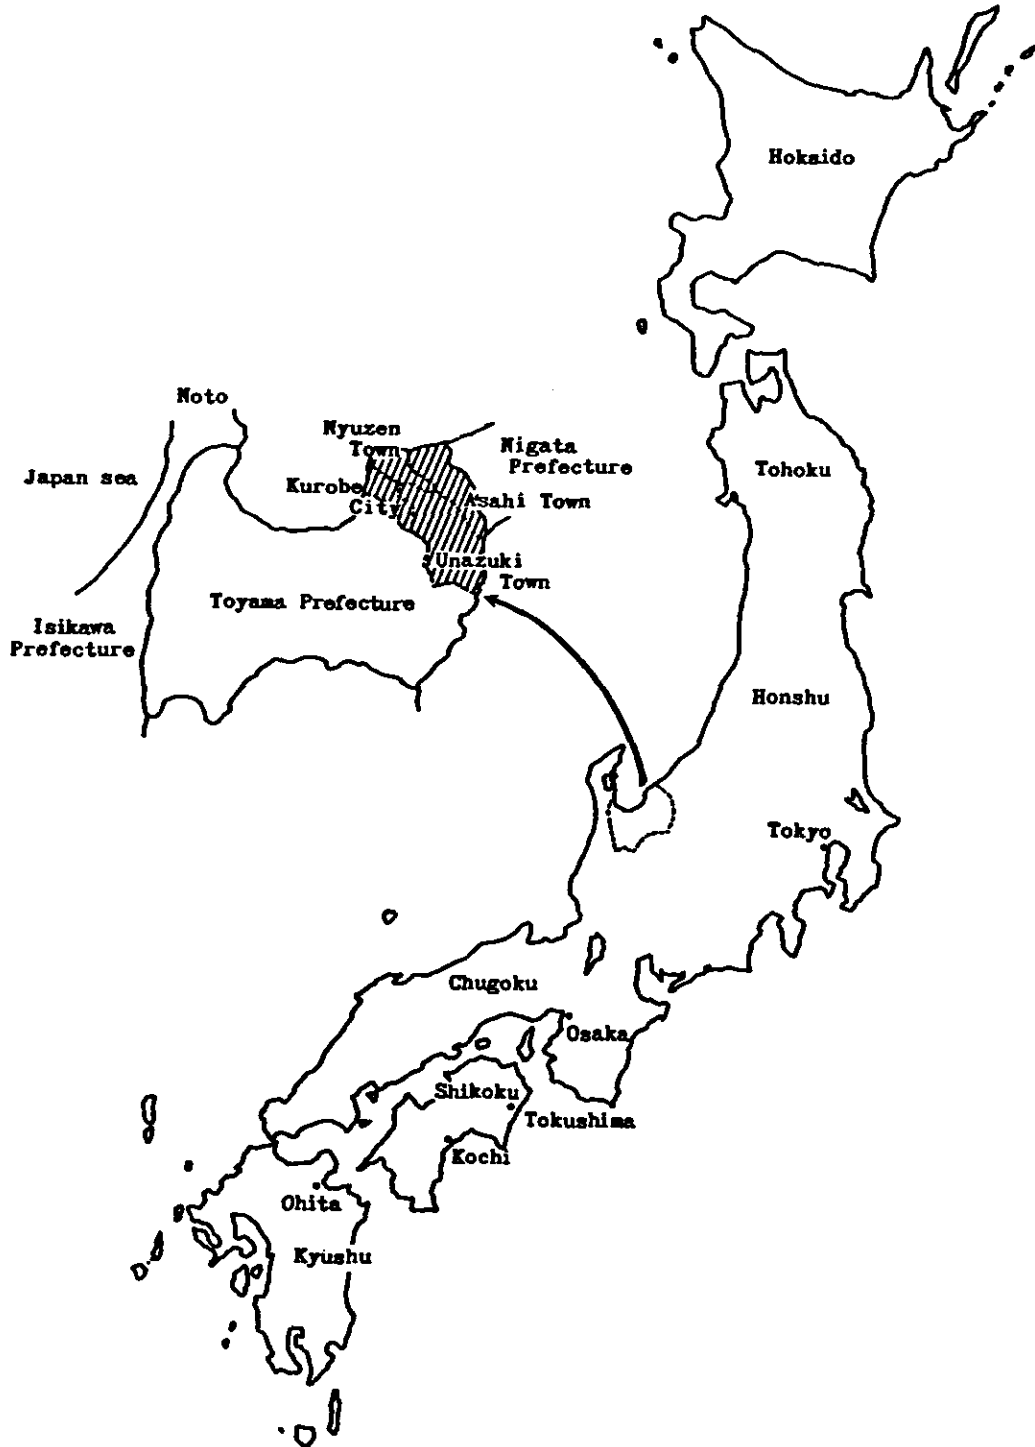 Hoksido
Noto
Nyuzen
Town
Nigata
Prefecture
Japan sea
Kurobe
City
Asahi Town
Tohoku
Unazuki
Town
Toyama Prefecture
Isikawa
Prefecture
Honshu
Tokyo
Chugoku
Osaka
Shikoku
Tokushima
Kochi
Ohita
Kyushu